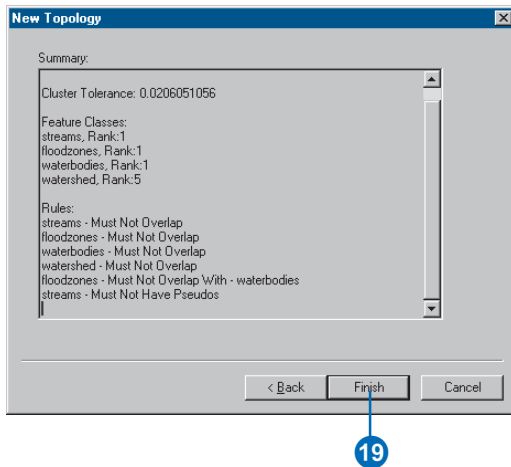 New Topology
Summary:
Cluster Tolerance: 0.0206051056
Feature Classes:
streams, Rank:1
floodzones, Rank:1
waterbodies, Rank:1
watershed, Rank:5
Rules:
streams - Must Not Overlap
floodzones - Must Not Overlap
waterbodies - Must Not Overlap
watershed - Must Not Overlap
floodzones - Must Not Overlap With - waterbodies
streams - Must Not Have Pseudos
< Back Finish Cancel
19